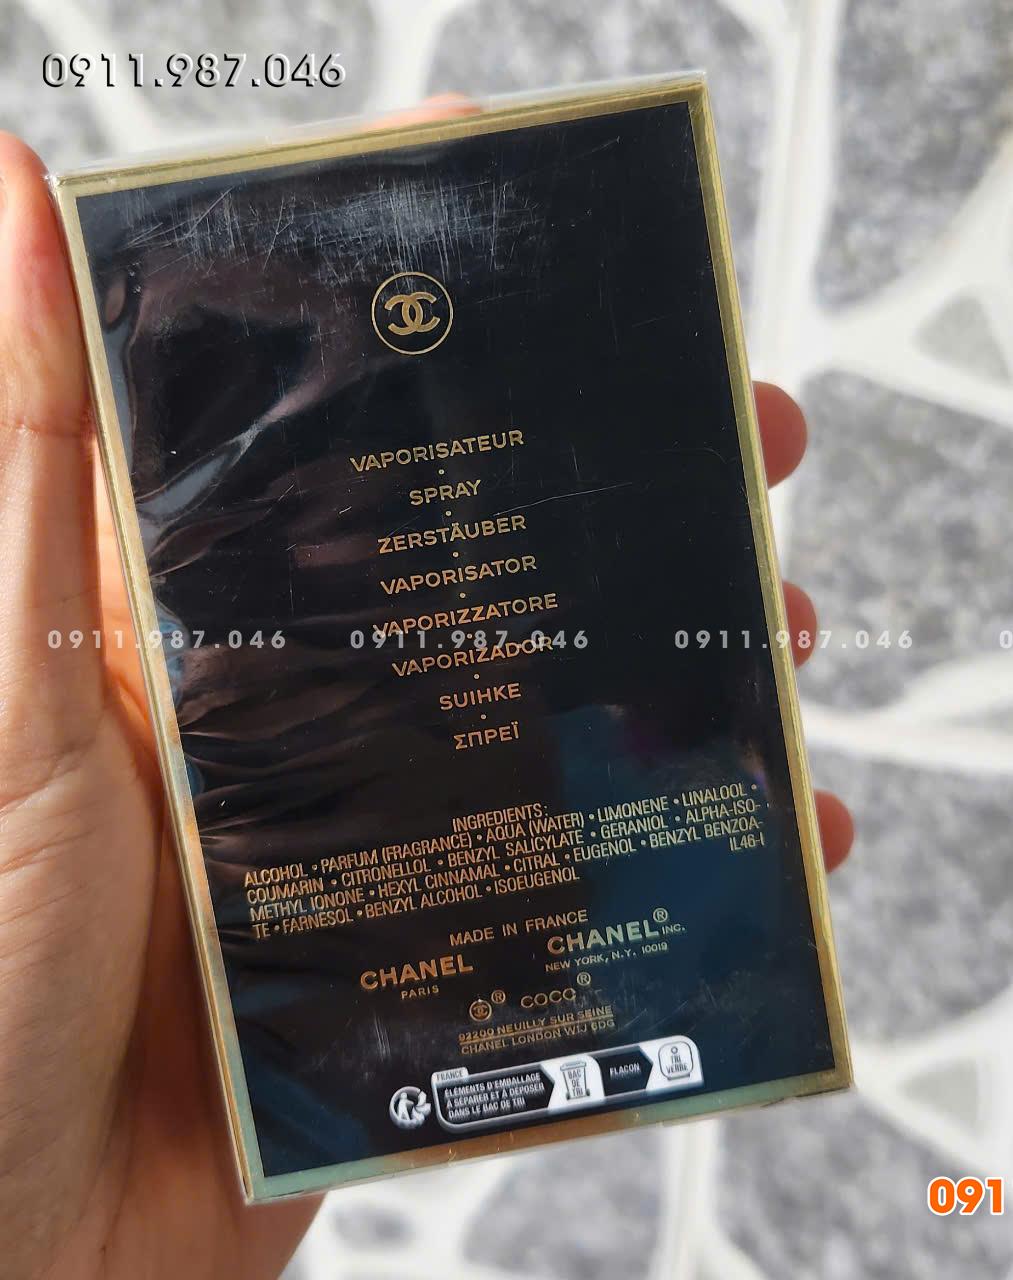 0911.987.046
VAPORISATEUR
•
SPRAY
•
ZERSTÄUBER
•
VAPORISATOR
•
VAPORIZZATORE
•
0911.987.046 0911.987.046 0911.987.046 0
VAPORIZADOR
•
SUIHKE
•
ΣΠΡΕΪ
INGREDIENTS:
ALCOHOL • PARFUM (FRAGRANCE) • AQUA (WATER) • LIMONENE • LINALOOL •
COUMARIN • CITRONELLOL • BENZYL SALICYLATE • GERANIOL • ALPHA-ISO-
METHYL IONONE • HEXYL CINNAMAL • CITRAL • EUGENOL • BENZYL BENZOA-
TE • FARNESOL • BENZYL ALCOHOL • ISOEUGENOL
IL46-I
MADE IN FRANCE
CHANEL
PARIS
CHANEL® INC.
NEW YORK, N.Y. 10019
® COCO ®
92200 NEUILLY SUR SEINE
CHANEL LONDON W1J 6DG
FRANCE
ÉLÉMENTS D'EMBALLAGE
À SÉPARER ET À DÉPOSER
DANS LE BAC DE TRI
BAC
DE
TRI
FLACON
TRI
VERRE
091